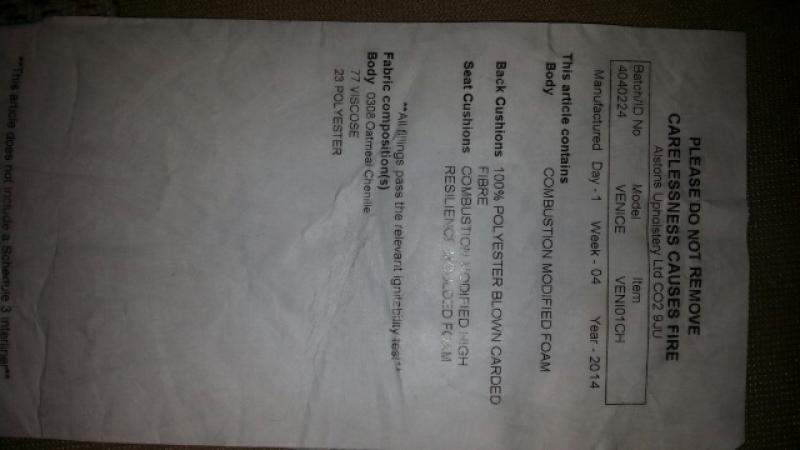 PLEASE DO NOT REMOVE
CARELESSNESS CAUSES FIRE
Alstons Upholstery Ltd CO2 9JU
Batch/ID No Model Item
4040224 VENICE VENI01CH
Manufactured Day - 1 Week - 04 Year - 2014
This article contains
Body COMBUSTION MODIFIED FOAM
Back Cushions 100% POLYESTER BLOWN CARDED
FIBRE
Seat Cushions COMBUSTION MODIFIED HIGH
RESILIENCE MOULDED FOAM
**All fillings pass the relevant ignitability test**
Fabric composition(s)
Body 0308 Oatmeal Chenille
77 VISCOSE
23 POLYESTER
**This article does not include a Schedule 3 interliner**